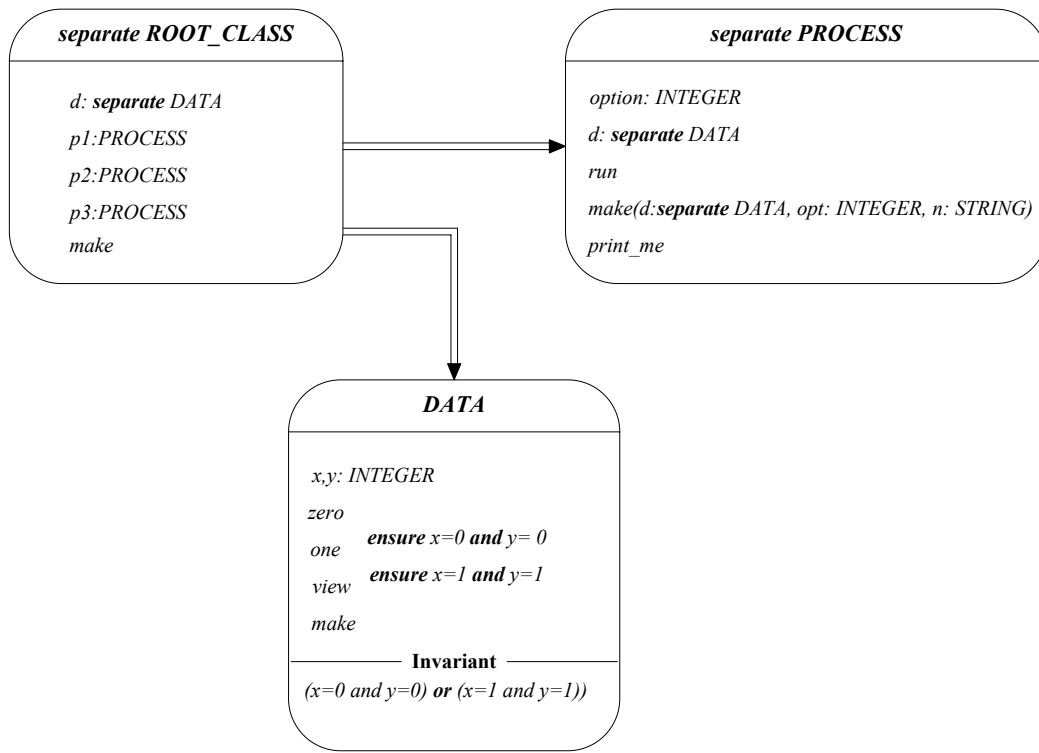 separate ROOT_CLASS
d: separate DATA
p1:PROCESS
p2:PROCESS
p3:PROCESS
make
separate PROCESS
option: INTEGER
d: separate DATA
run
make(d:separate DATA, opt: INTEGER, n: STRING)
print_me
DATA
x,y: INTEGER
zero
ensure x=0 and y= 0
one
ensure x=1 and y=1
view
make
Invariant
(x=0 and y=0) or (x=1 and y=1))